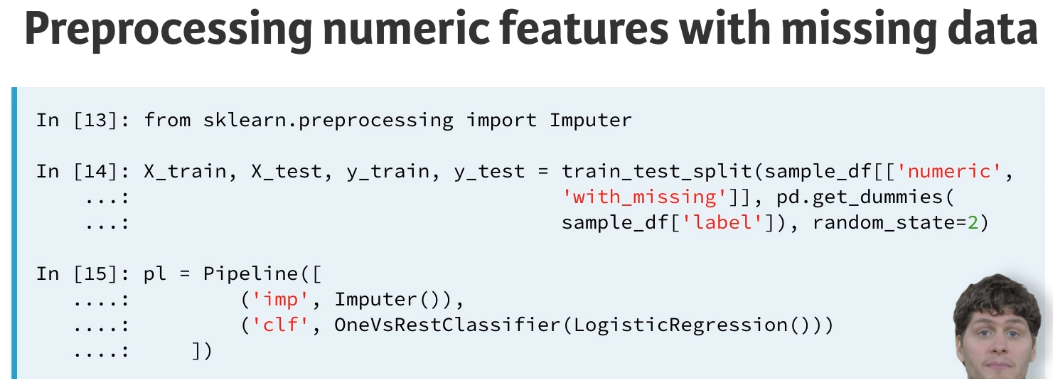 Preprocessing numeric features with missing data
In [13]: from sklearn.preprocessing import Imputer
In [14]: X_train, X_test, y_train, y_test = train_test_split(sample_df[['numeric',
...: 'with_missing']], pd.get_dummies(
...: sample_df['label']), random_state=2)
In [15]: pl = Pipeline([
....: ('imp', Imputer()),
....: ('clf', OneVsRestClassifier(LogisticRegression()))
....: ])